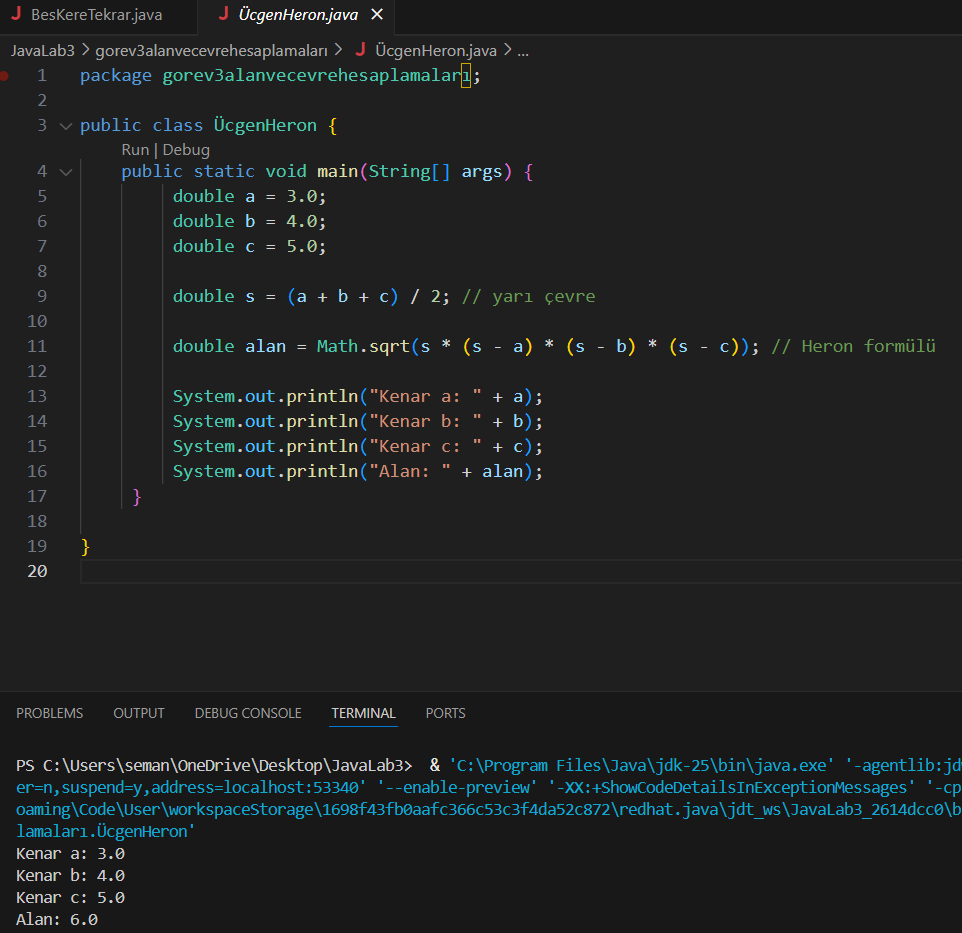 BesKereTekrar.java
ÜcgenHeron.java
JavaLab3 > gorev3alanvecevrehesaplamaları > ÜcgenHeron.java > ...
1 package gorev3alanvecevrehesaplamaları;
2
3 public class ÜcgenHeron {
Run | Debug
4 public static void main(String[] args) {
5 double a = 3.0;
6 double b = 4.0;
7 double c = 5.0;
8
9 double s = (a + b + c) / 2; // yarı çevre
10
11 double alan = Math.sqrt(s * (s - a) * (s - b) * (s - c)); // Heron formülü
12
13 System.out.println("Kenar a: " + a);
14 System.out.println("Kenar b: " + b);
15 System.out.println("Kenar c: " + c);
16 System.out.println("Alan: " + alan);
17 }
18
19 }
20
PROBLEMS OUTPUT DEBUG CONSOLE TERMINAL PORTS
PS C:\Users\seman\OneDrive\Desktop\JavaLab3> & 'C:\Program Files\Java\jdk-25\bin\java.exe' '-agentlib:jd
er=n,suspend=y,address=localhost:53340' '--enable-preview' '-XX:+ShowCodeDetailsInExceptionMessages' '-cp
oaming\Code\User\workspaceStorage\1698f43fb0aafc366c53c3f4da52c872\redhat.java\jdt_ws\JavaLab3_2614dcc0\b
lamaları.ÜcgenHeron'
Kenar a: 3.0
Kenar b: 4.0
Kenar c: 5.0
Alan: 6.0